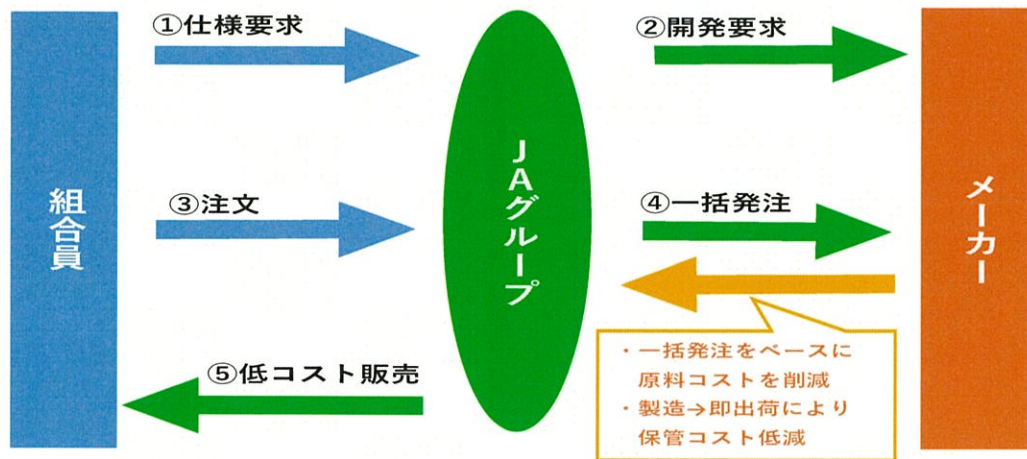 ①仕様要求
②開発要求
組合員
JAグループ
メーカー
③注文
④一括発注
・一括発注をベースに
原料コストを削減
・製造→即出荷により
保管コスト低減
⑤低コスト販売